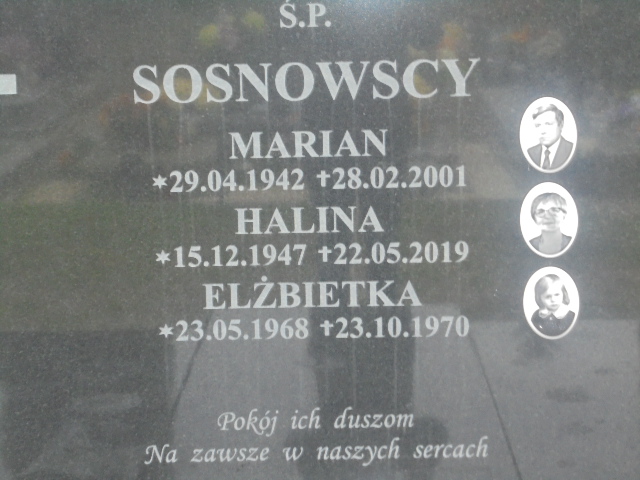 Ś.P.
SOSNOWSCY
MARIAN
✶29.04.1942 ✝28.02.2001
HALINA
✶15.12.1947 ✝22.05.2019
ELŻBIETKA
✶23.05.1968 ✝23.10.1970
Pokój ich duszom
Na zawsze w naszych sercach